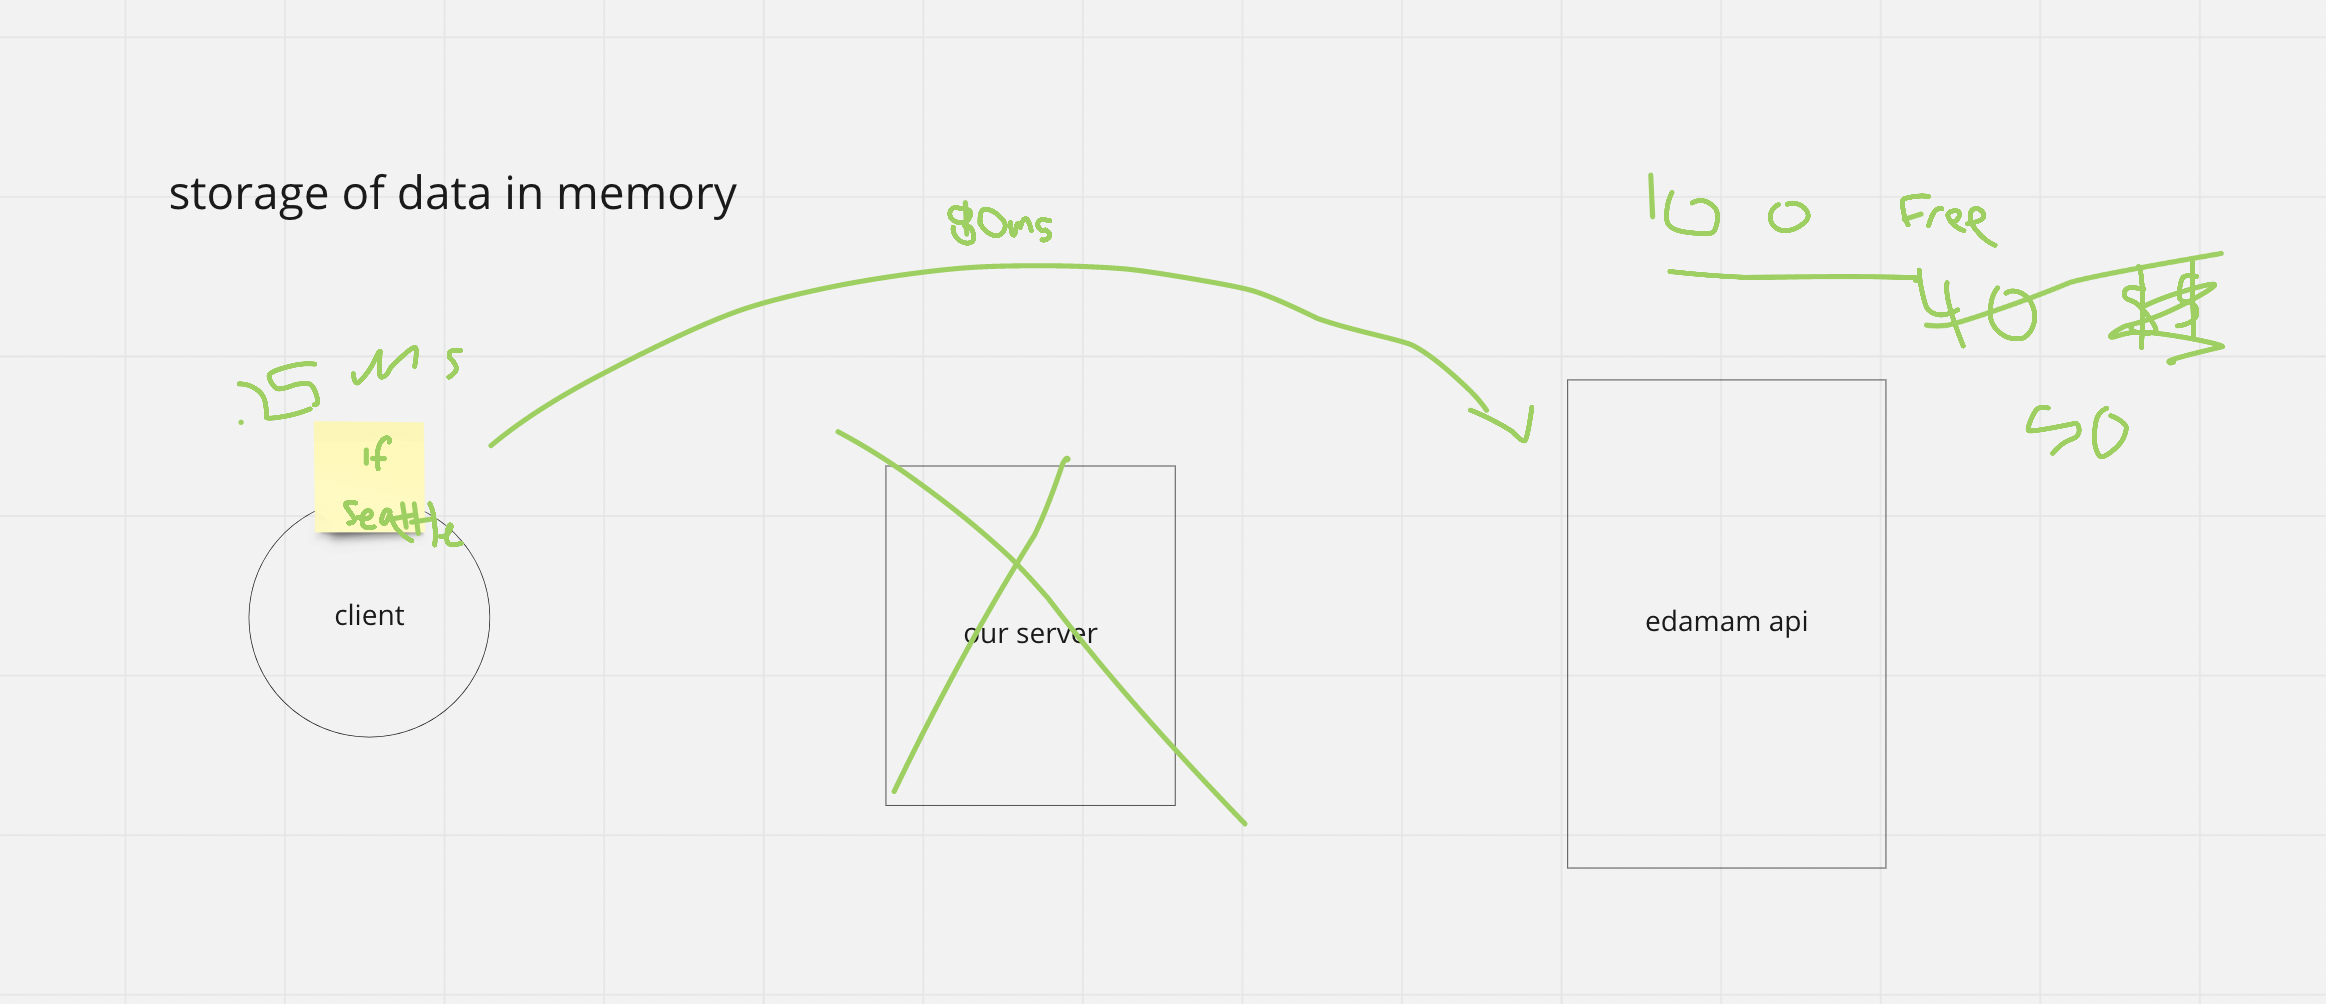 storage of data in memory
80ms
100 Free
40 $$
50
.25 ms
If
Seattle
client
our server
edamam api